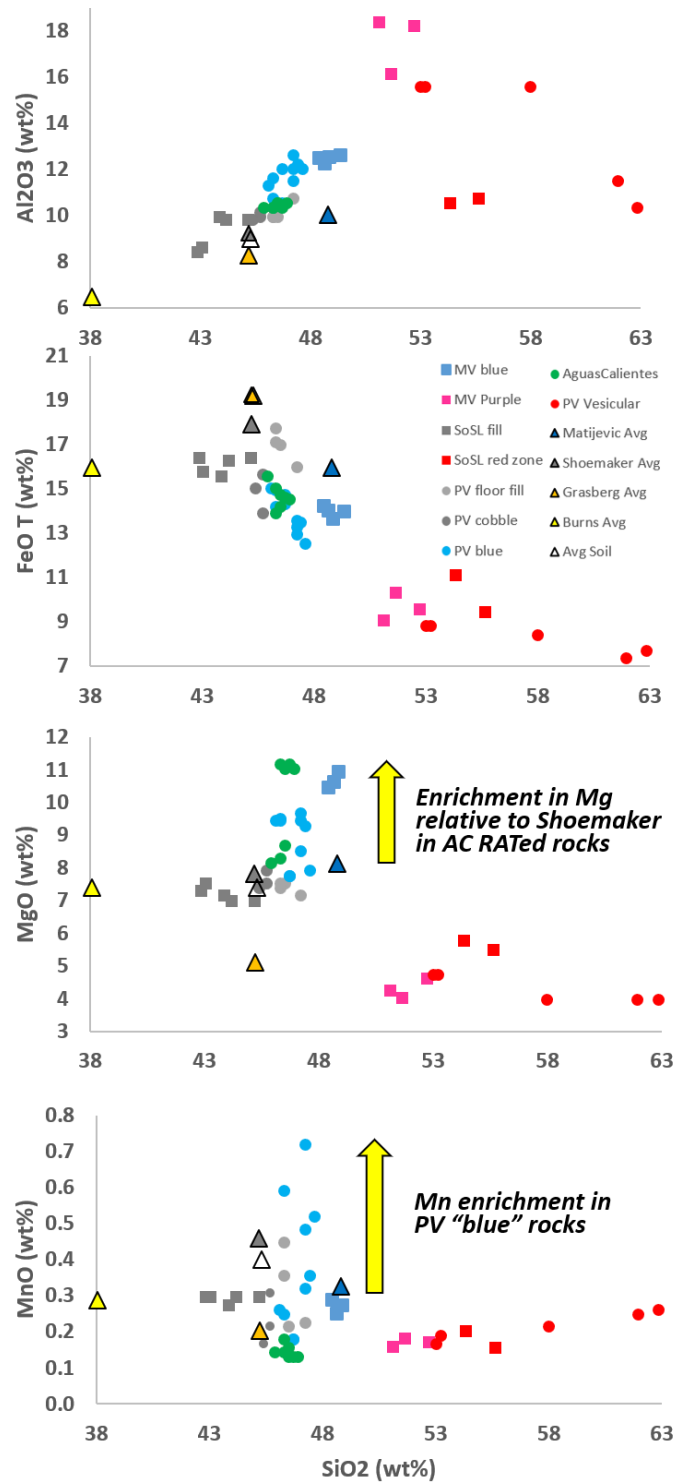 18
16
14
12
10
8
6
Al2O3 (wt%)
38 43 48 53 58 63
21
19
17
15
13
11
9
7
FeO T (wt%)
MV blue
MV Purple
SoSL fill
SoSL red zone
PV floor fill
PV cobble
PV blue
AguasCalientes
PV Vesicular
Matijevic Avg
Shoemaker Avg
Grasberg Avg
Burns Avg
Avg Soil
38 43 48 53 58 63
12
11
10
9
8
7
6
5
4
3
MgO (wt%)
Enrichment in Mg
relative to Shoemaker
in AC RATed rocks
38 43 48 53 58 63
0.8
0.7
0.6
0.5
0.4
0.3
0.2
0.1
0.0
MnO (wt%)
Mn enrichment in
PV “blue” rocks
38 43 48 53 58 63
SiO2 (wt%)